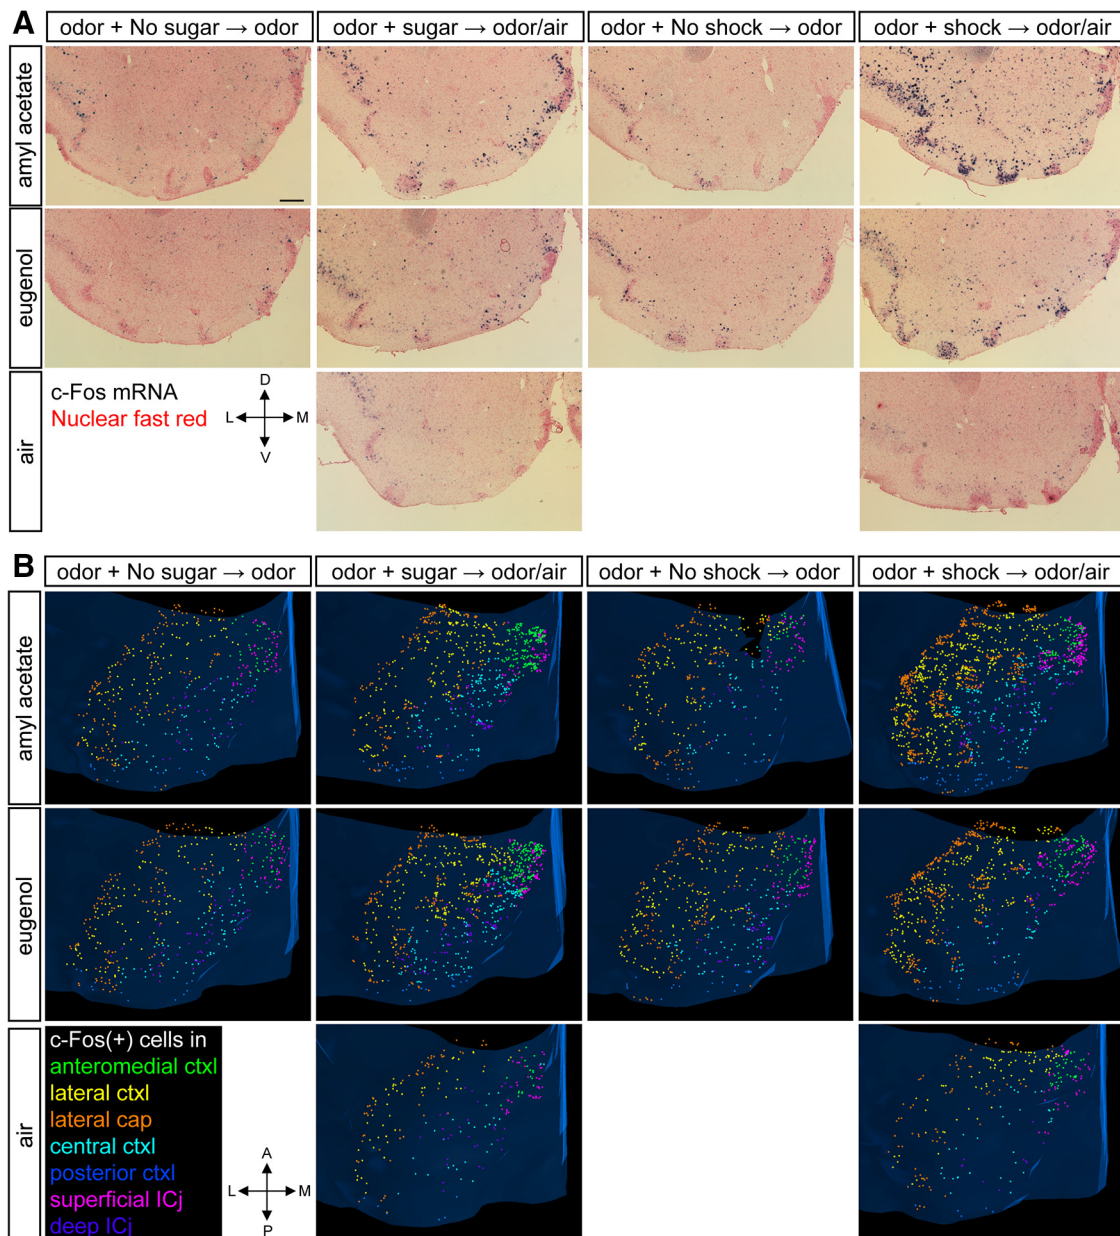 A
odor + No sugar → odor
odor + sugar → odor/air
odor + No shock → odor
odor + shock → odor/air
amyl acetate
eugenol
air
c-Fos mRNA
Nuclear fast red
D
L
M
V
B
odor + No sugar → odor
odor + sugar → odor/air
odor + No shock → odor
odor + shock → odor/air
amyl acetate
eugenol
air
c-Fos(+) cells in
anteromedial ctxl
lateral ctxl
lateral cap
central ctxl
posterior ctxl
superficial ICj
deep ICj
A
L
M
P